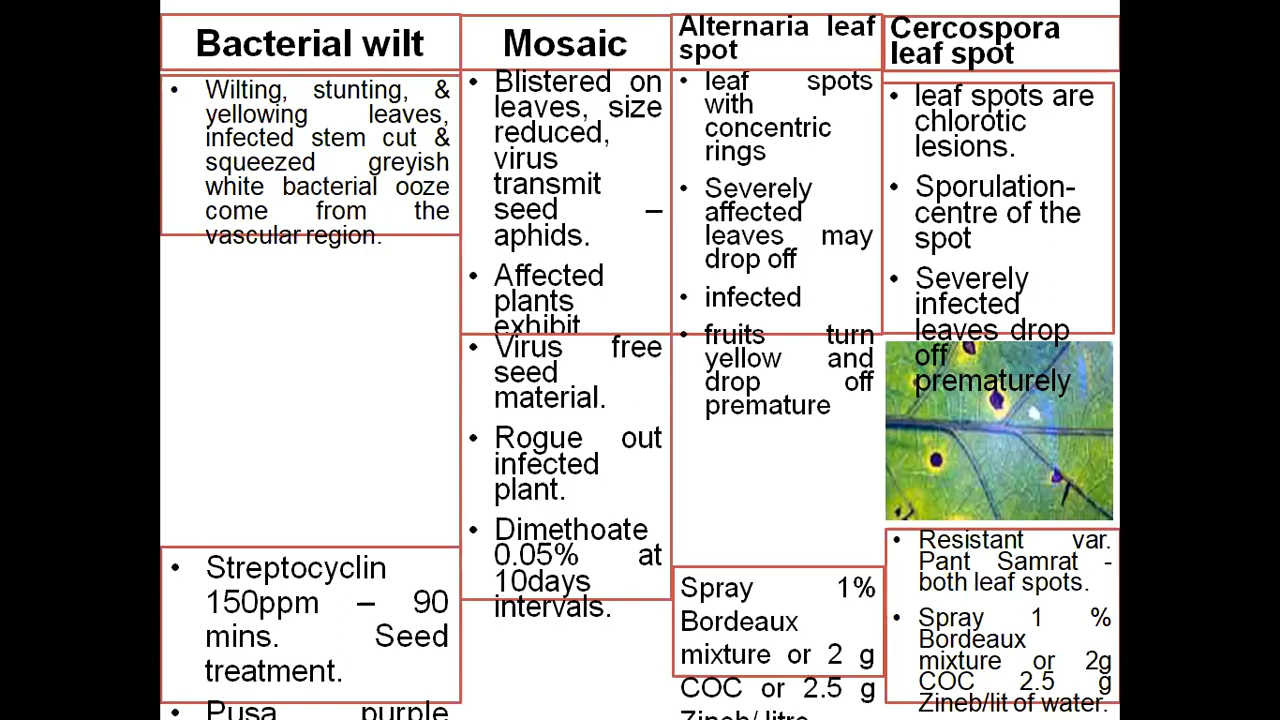 Bacterial wilt
• Wilting, stunting, &
yellowing leaves,
infected stem cut &
squeezed greyish
white bacterial ooze
come from the
vascular region.
• Streptocyclin
150ppm – 90
mins. Seed
treatment.
• Pusa purple
Mosaic
• Blistered on
leaves, size
reduced,
virus
transmit
seed –
aphids.
• Affected
plants
exhibit
• Virus free
seed
material.
• Rogue out
infected
plant.
• Dimethoate
0.05% at
10days
intervals.
Alternaria leaf
spot
• leaf spots
with
concentric
rings
• Severely
affected
leaves may
drop off
• infected
• fruits turn
yellow and
drop off
premature
Spray 1%
Bordeaux
mixture or 2 g
COC or 2.5 g
Zineb/ litre
Cercospora
leaf spot
• leaf spots are
chlorotic
lesions.
• Sporulation-
centre of the
spot
• Severely
infected
leaves drop
off
prematurely
• Resistant var.
Pant Samrat -
both leaf spots.
• Spray 1 %
Bordeaux
mixture or 2g
COC 2.5 g
Zineb/lit of water.